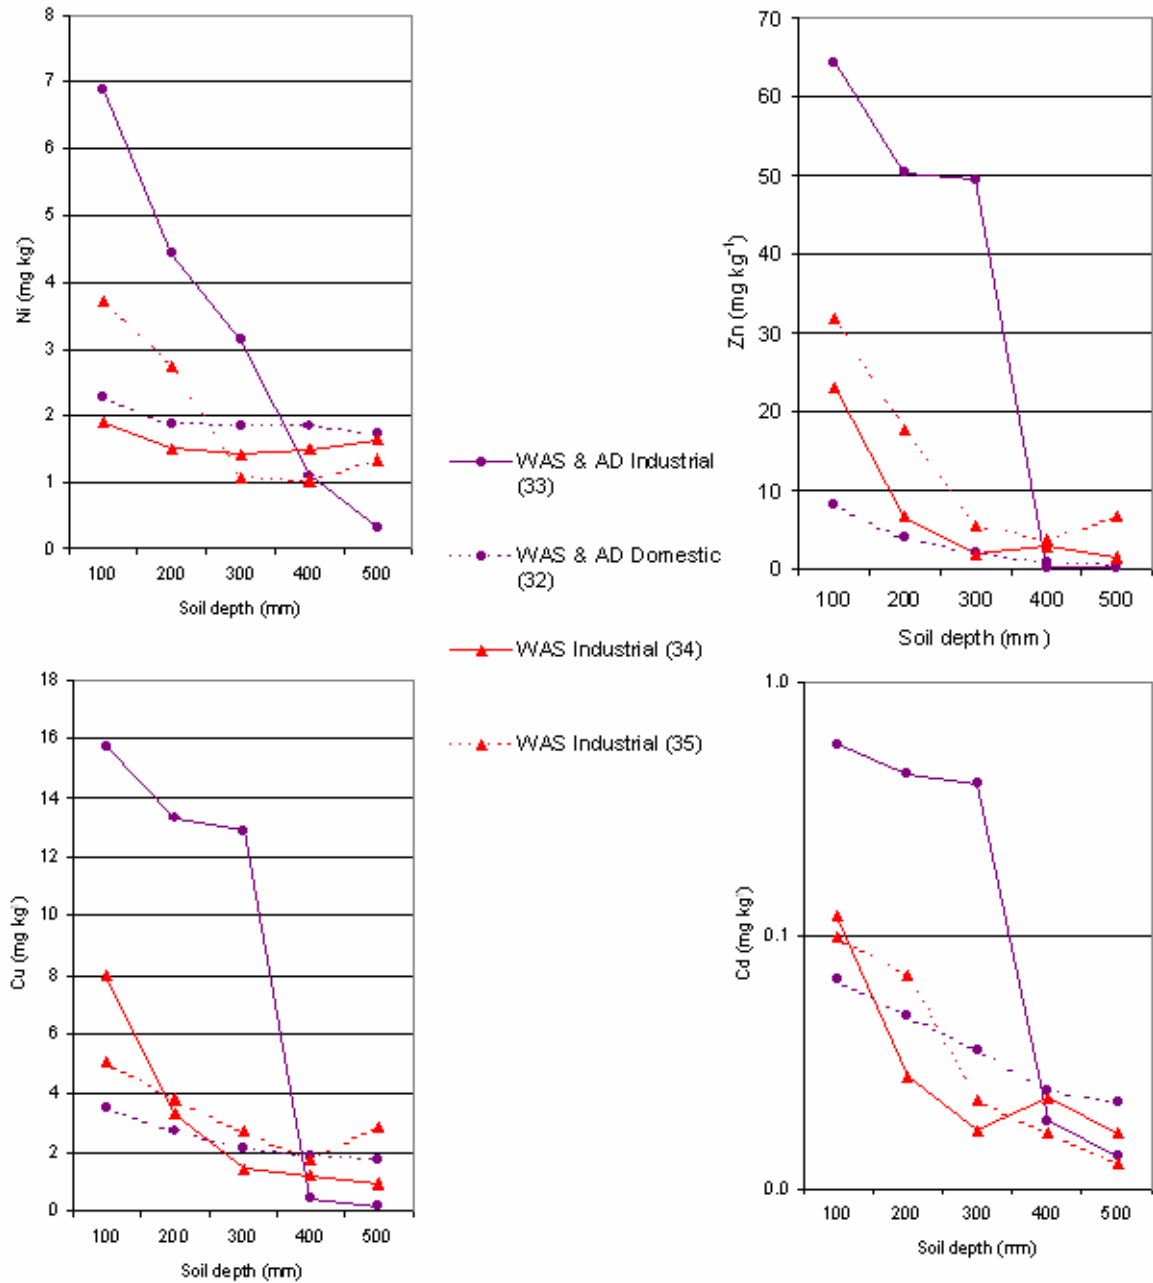 8
7
6
5
4
3
2
1
0
Ni (mg kg)
100 200 300 400 500
Soil depth (mm)
70
60
50
40
30
20
10
0
Zn (mg kg⁻¹)
100 200 300 400 500
Soil depth (mm)
WAS & AD Industrial
(33)
WAS & AD Domestic
(32)
WAS Industrial (34)
WAS Industrial (35)
18
16
14
12
10
8
6
4
2
0
Cu (mg kg)
100 200 300 400 500
Soil depth (mm)
1.0
0.1
0.0
Cd (mg kg)
100 200 300 400 500
Soil depth (mm)